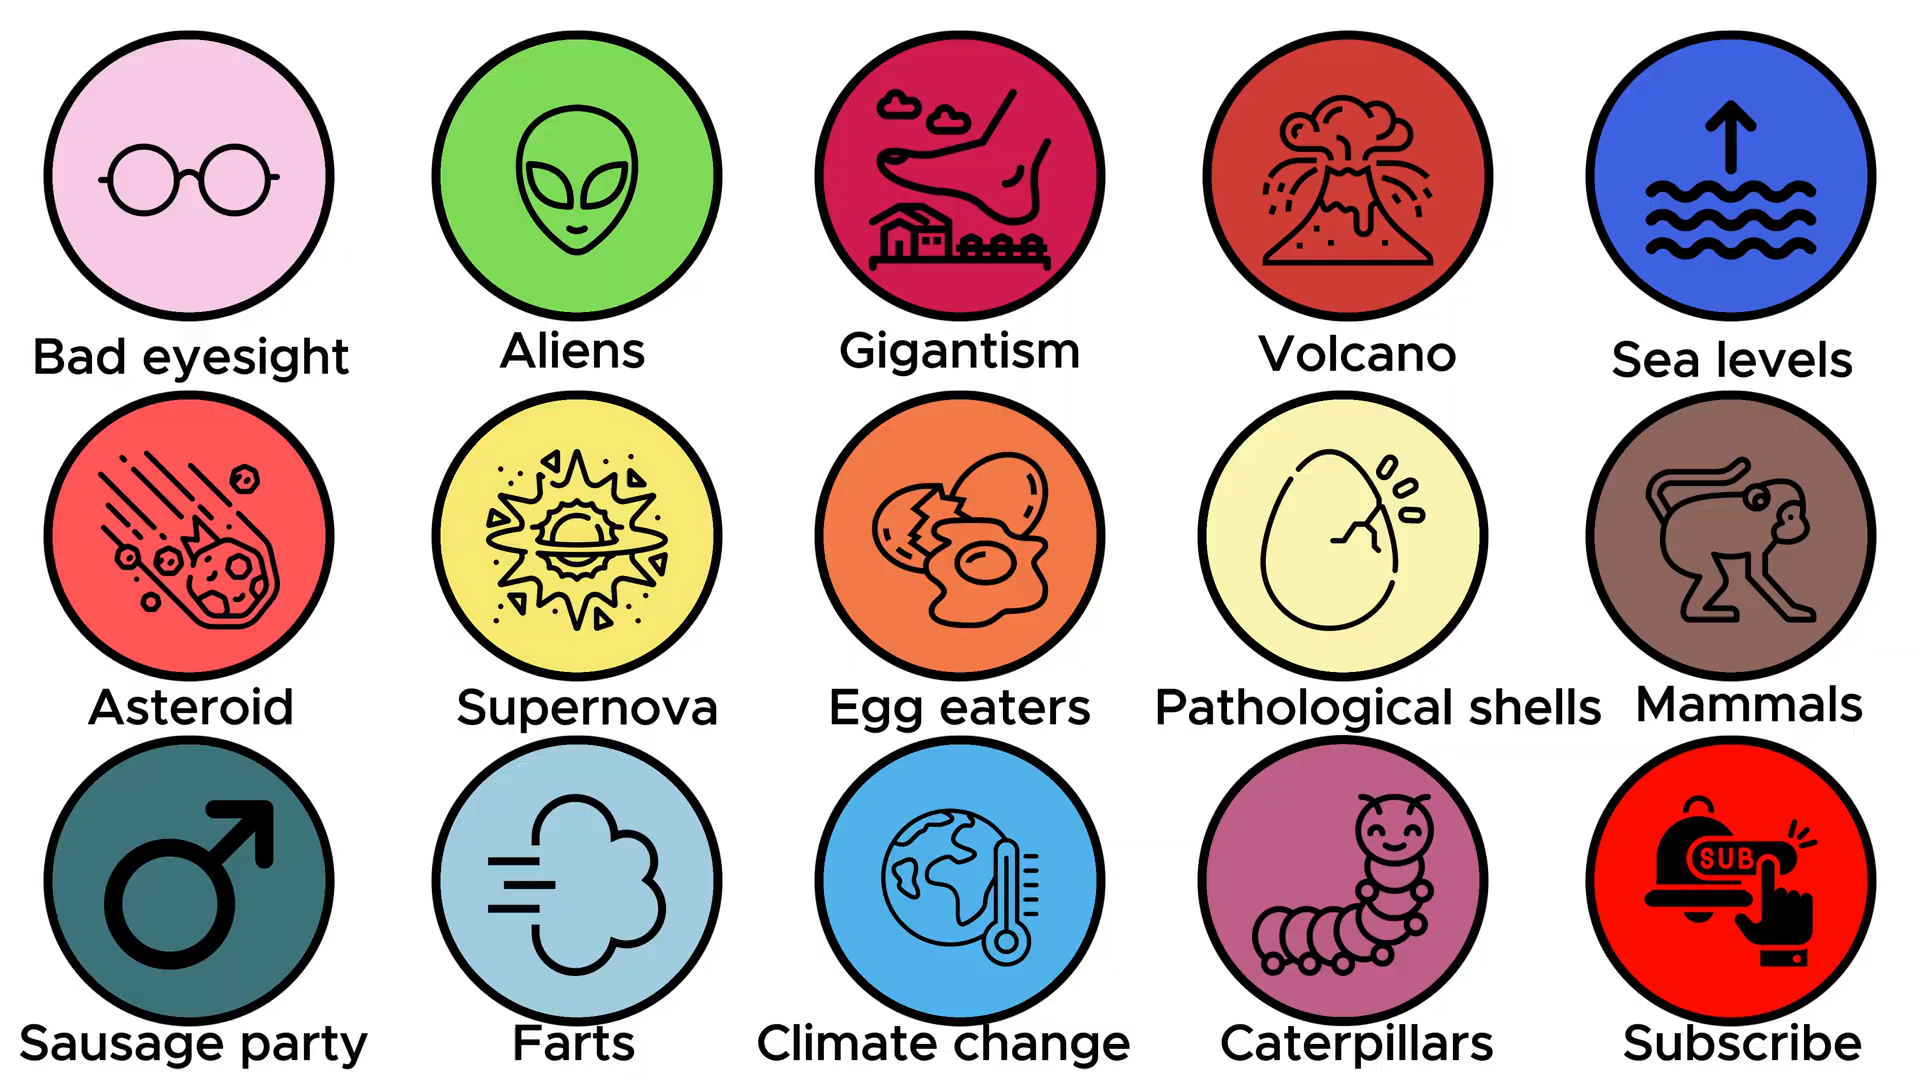 Bad eyesight
Aliens
Gigantism
Volcano
Sea levels
Asteroid
Supernova
Egg eaters
Pathological shells
Mammals
SUB
Sausage party
Farts
Climate change
Caterpillars
Subscribe